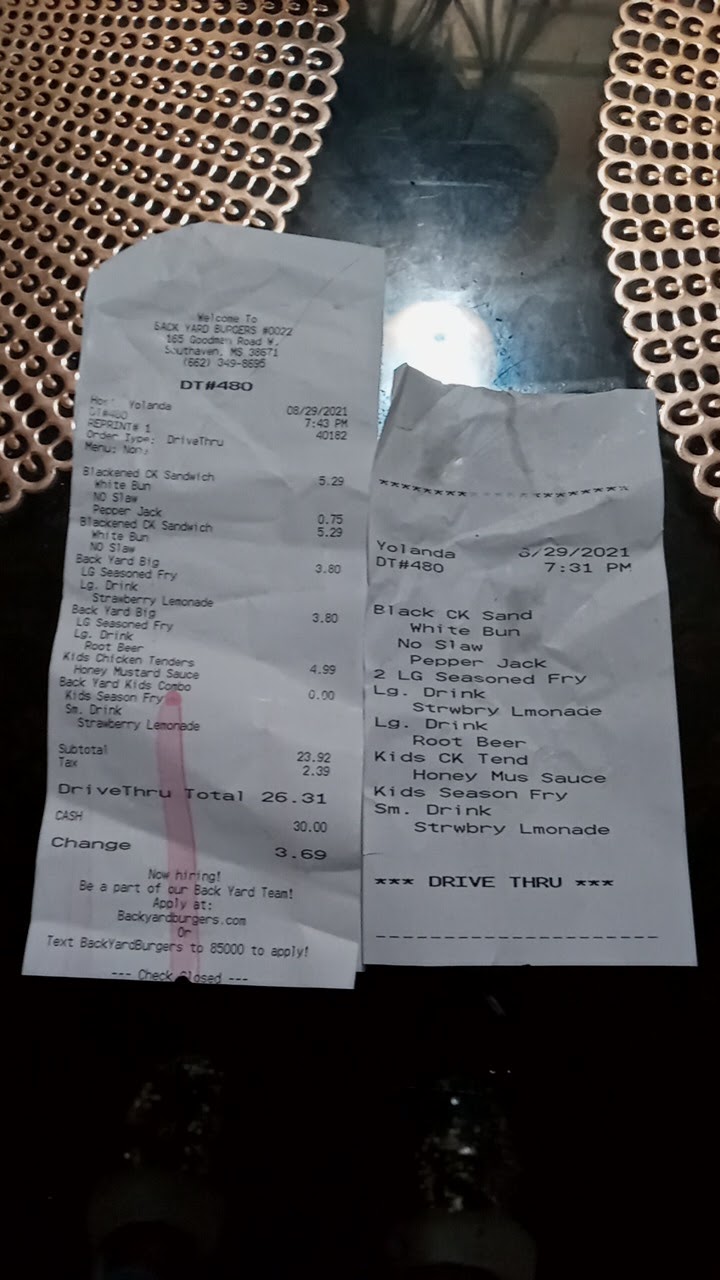 Welcome To
BACK YARD BURGERS #0022
165 Goodman Road W.
Southaven, MS 38671
(662) 349-8695
DT#480
Host: Yolanda 08/29/2021
DT#480 7:43 PM
REPRINT# 1 40182
Order Type: DriveThru
Menu:
Blackened CK Sandwich 5.29
White Bun
NO Slaw
Pepper Jack 0.75
Blackened CK Sandwich 5.29
White Bun
NO Slaw
Back Yard Big 3.80
LG Seasoned Fry
Lg. Drink
Strawberry Lemonade
Back Yard Big 3.80
LG Seasoned Fry
Lg. Drink
Root Beer
Kids Chicken Tenders 4.99
Honey Mustard Sauce
Back Yard Kids Combo 0.00
Kids Season Fry
Sm. Drink
Strawberry Lemonade
Subtotal 23.92
Tax 2.39
DriveThru Total 26.31
CASH 30.00
Change 3.69
Now hiring!
Be a part of our Back Yard Team!
Apply at:
Backyardburgers.com
Or
Text BackYardBurgers to 85000 to apply!
--- Check Closed ---
Yolanda 8/29/2021
DT#480 7:31 PM
Black CK Sand
White Bun
No Slaw
Pepper Jack
2 LG Seasoned Fry
Lg. Drink
Strwbry Lmonade
Lg. Drink
Root Beer
Kids CK Tend
Honey Mus Sauce
Kids Season Fry
Sm. Drink
Strwbry Lmonade
*** DRIVE THRU ***